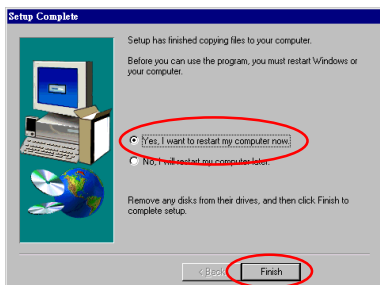 Setup Complete
Setup has finished copying files to your computer.
Before you can use the program, you must restart Windows or
your computer.
Yes, I want to restart my computer now.
No, I will restart my computer later.
Remove any disks from their drives, and then click Finish to
complete setup.
< Back
Finish